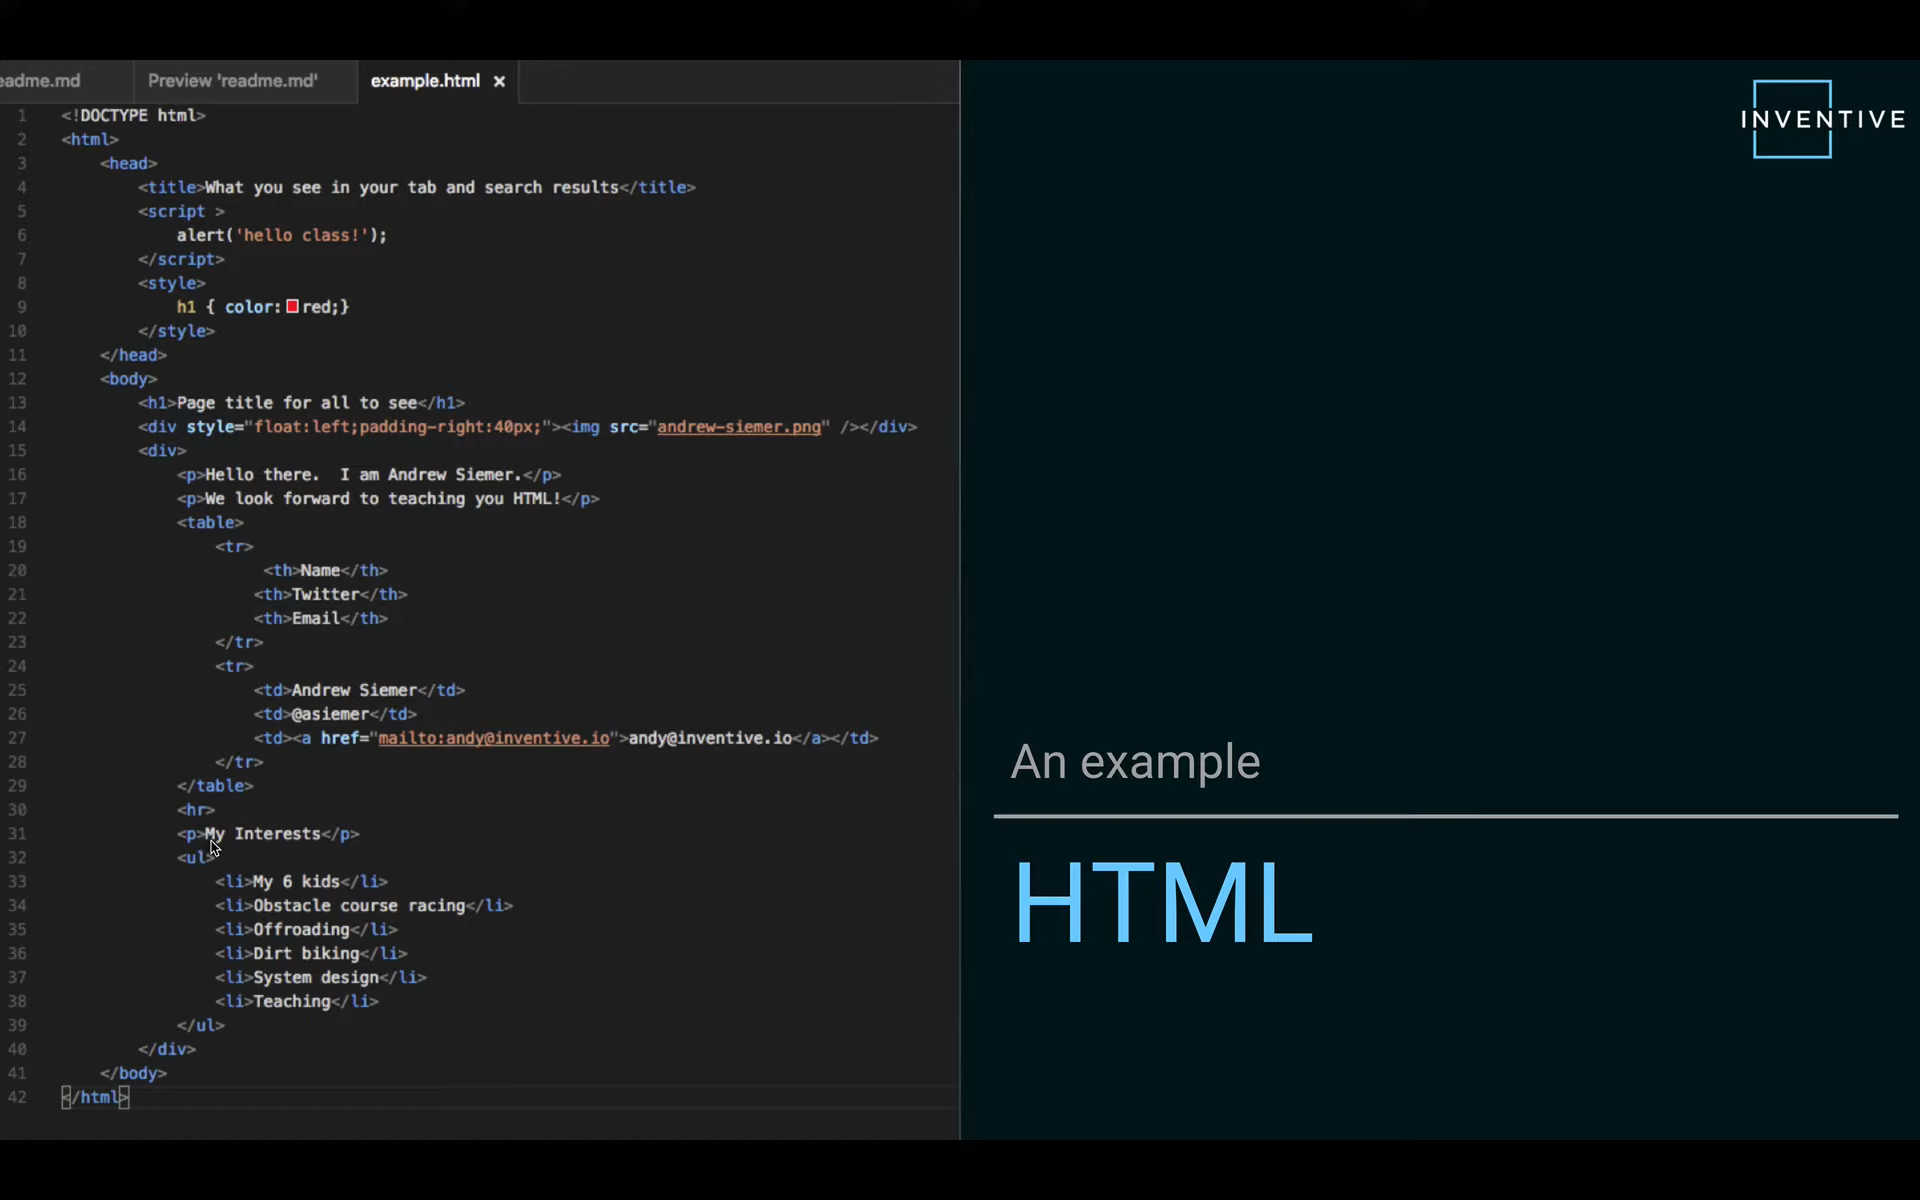 eadme.md Preview 'readme.md' example.html ×
1 <!DOCTYPE html>
2 <html>
3 <head>
4 <title>What you see in your tab and search results</title>
5 <script >
6 alert('hello class!');
7 </script>
8 <style>
9 h1 { color: red;}
10 </style>
11 </head>
12 <body>
13 <h1>Page title for all to see</h1>
14 <div style="float:left;padding-right:40px;"><img src="andrew-siemer.png" /></div>
15 <div>
16 <p>Hello there.  I am Andrew Siemer.</p>
17 <p>We look forward to teaching you HTML!</p>
18 <table>
19 <tr>
20 <th>Name</th>
21 <th>Twitter</th>
22 <th>Email</th>
23 </tr>
24 <tr>
25 <td>Andrew Siemer</td>
26 <td>@asiemer</td>
27 <td><a href="mailto:andy@inventive.io">andy@inventive.io</a></td>
28 </tr>
29 </table>
30 <hr>
31 <p>My Interests</p>
32 <ul>
33 <li>My 6 kids</li>
34 <li>Obstacle course racing</li>
35 <li>Offroading</li>
36 <li>Dirt biking</li>
37 <li>System design</li>
38 <li>Teaching</li>
39 </ul>
40 </div>
41 </body>
42 </html>
INVENTIVE
An example
HTML